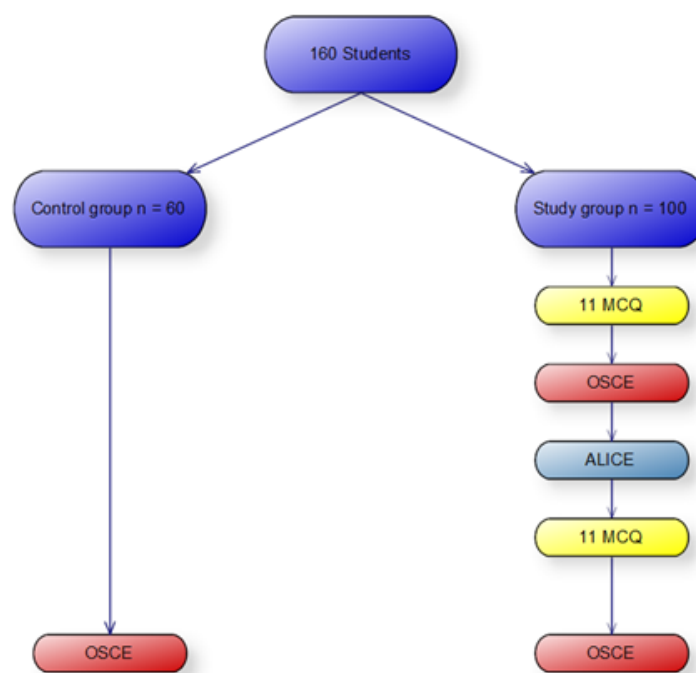 160 Students
Control group n = 60
Study group n = 100
11 MCQ
OSCE
ALICE
11 MCQ
OSCE
OSCE